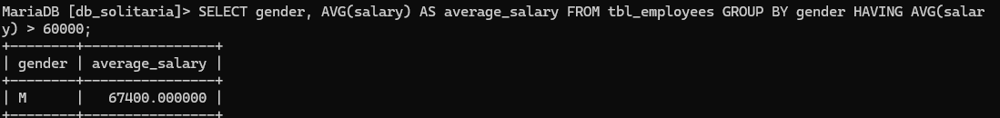 MariaDB [db_solitaria]> SELECT gender, AVG(salary) AS average_salary FROM tbl_employees GROUP BY gender HAVING AVG(salar
y) > 60000;
+--------+----------------+
| gender | average_salary |
+--------+----------------+
| M      |   67400.000000 |
+--------+----------------+